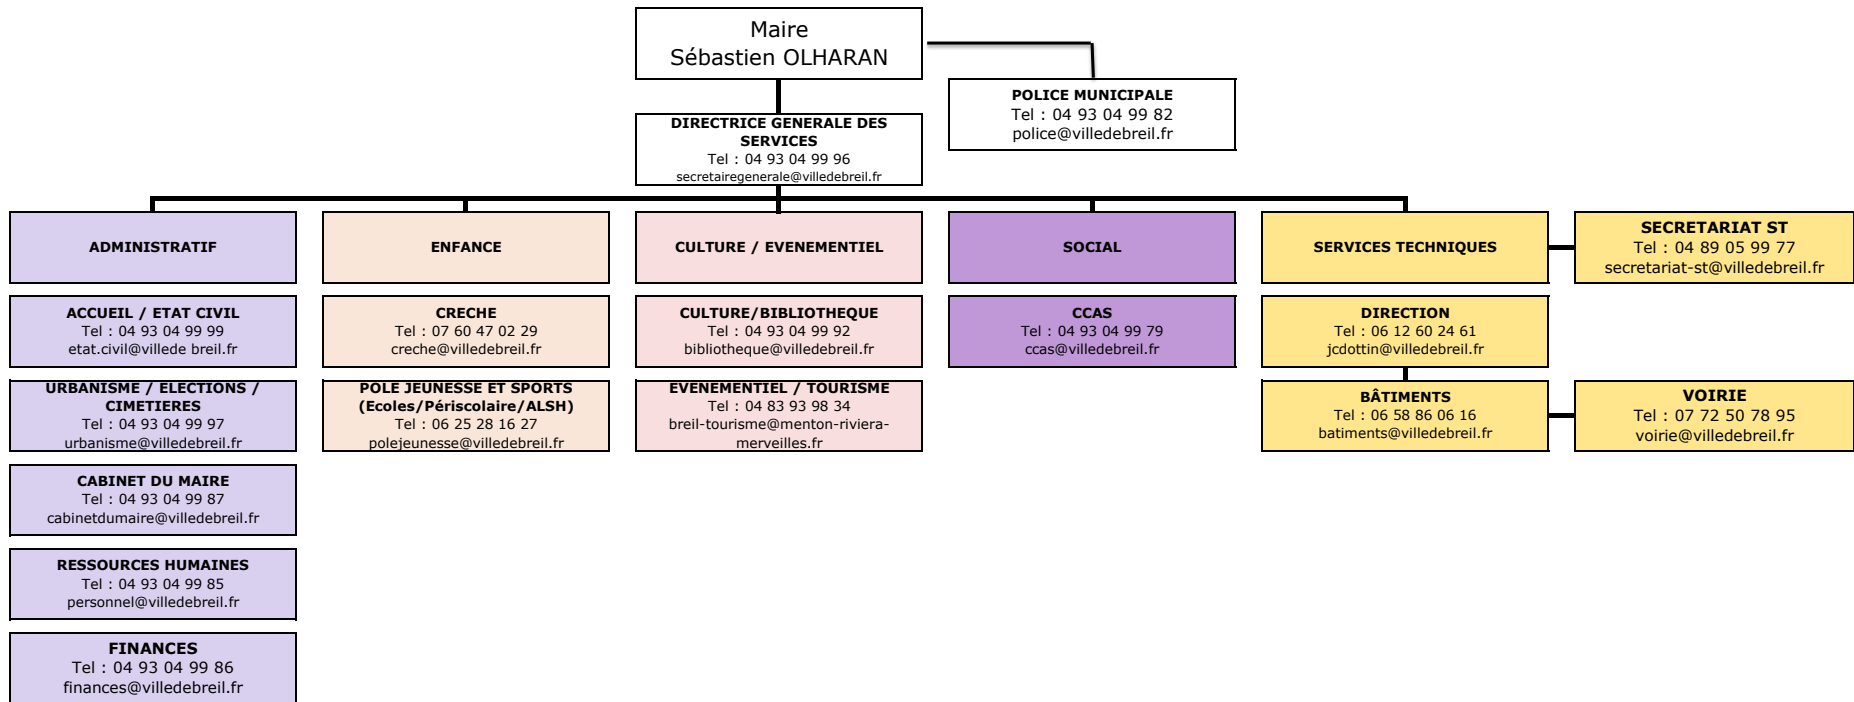 Maire
Sébastien OLHARAN
POLICE MUNICIPALE
Tel : 04 93 04 99 82
police@villedebreil.fr
DIRECTRICE GENERALE DES
SERVICES
Tel : 04 93 04 99 96
secretairegenerale@villedebreil.fr
ADMINISTRATIF
ENFANCE
CULTURE / EVENEMENTIEL
SOCIAL
SERVICES TECHNIQUES
SECRETARIAT ST
Tel : 04 89 05 99 77
secretariat-st@villedebreil.fr
ACCUEIL / ETAT CIVIL
Tel : 04 93 04 99 99
etat.civil@villede breil.fr
CRECHE
Tel : 07 60 47 02 29
creche@villedebreil.fr
CULTURE/BIBLIOTHEQUE
Tel : 04 93 04 99 92
bibliotheque@villedebreil.fr
CCAS
Tel : 04 93 04 99 79
ccas@villedebreil.fr
DIRECTION
Tel : 06 12 60 24 61
jcdottin@villedebreil.fr
URBANISME / ELECTIONS /
CIMETIERES
Tel : 04 93 04 99 97
urbanisme@villedebreil.fr
POLE JEUNESSE ET SPORTS
(Ecoles/Périscolaire/ALSH)
Tel : 06 25 28 16 27
polejeunesse@villedebreil.fr
EVENEMENTIEL / TOURISME
Tel : 04 83 93 98 34
breil-tourisme@menton-riviera-
merveilles.fr
BÂTIMENTS
Tel : 06 58 86 06 16
batiments@villedebreil.fr
VOIRIE
Tel : 07 72 50 78 95
voirie@villedebreil.fr
CABINET DU MAIRE
Tel : 04 93 04 99 87
cabinetdumaire@villedebreil.fr
RESSOURCES HUMAINES
Tel : 04 93 04 99 85
personnel@villedebreil.fr
FINANCES
Tel : 04 93 04 99 86
finances@villedebreil.fr